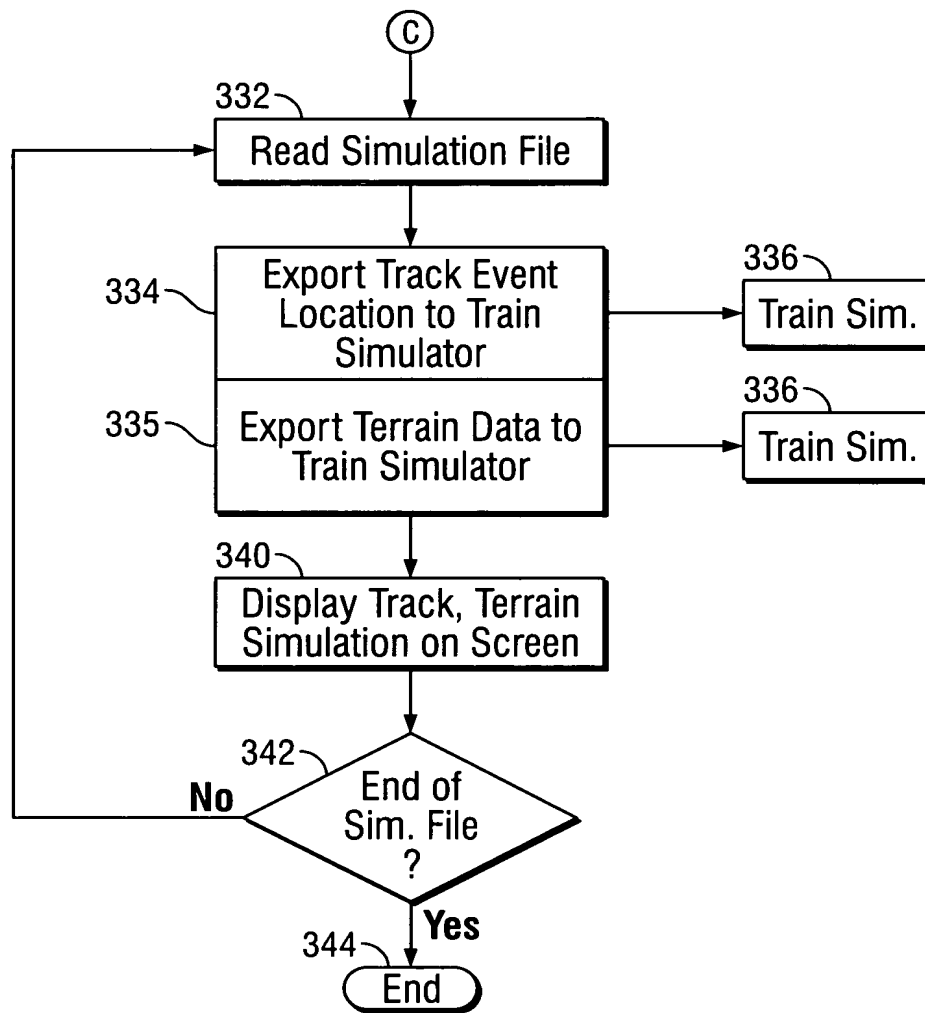 C
332
Read Simulation File
334
Export Track Event
Location to Train
Simulator
336
Train Sim.
335
Export Terrain Data to
Train Simulator
336
Train Sim.
340
Display Track, Terrain
Simulation on Screen
342
End of
Sim. File
?
No
Yes
344
End